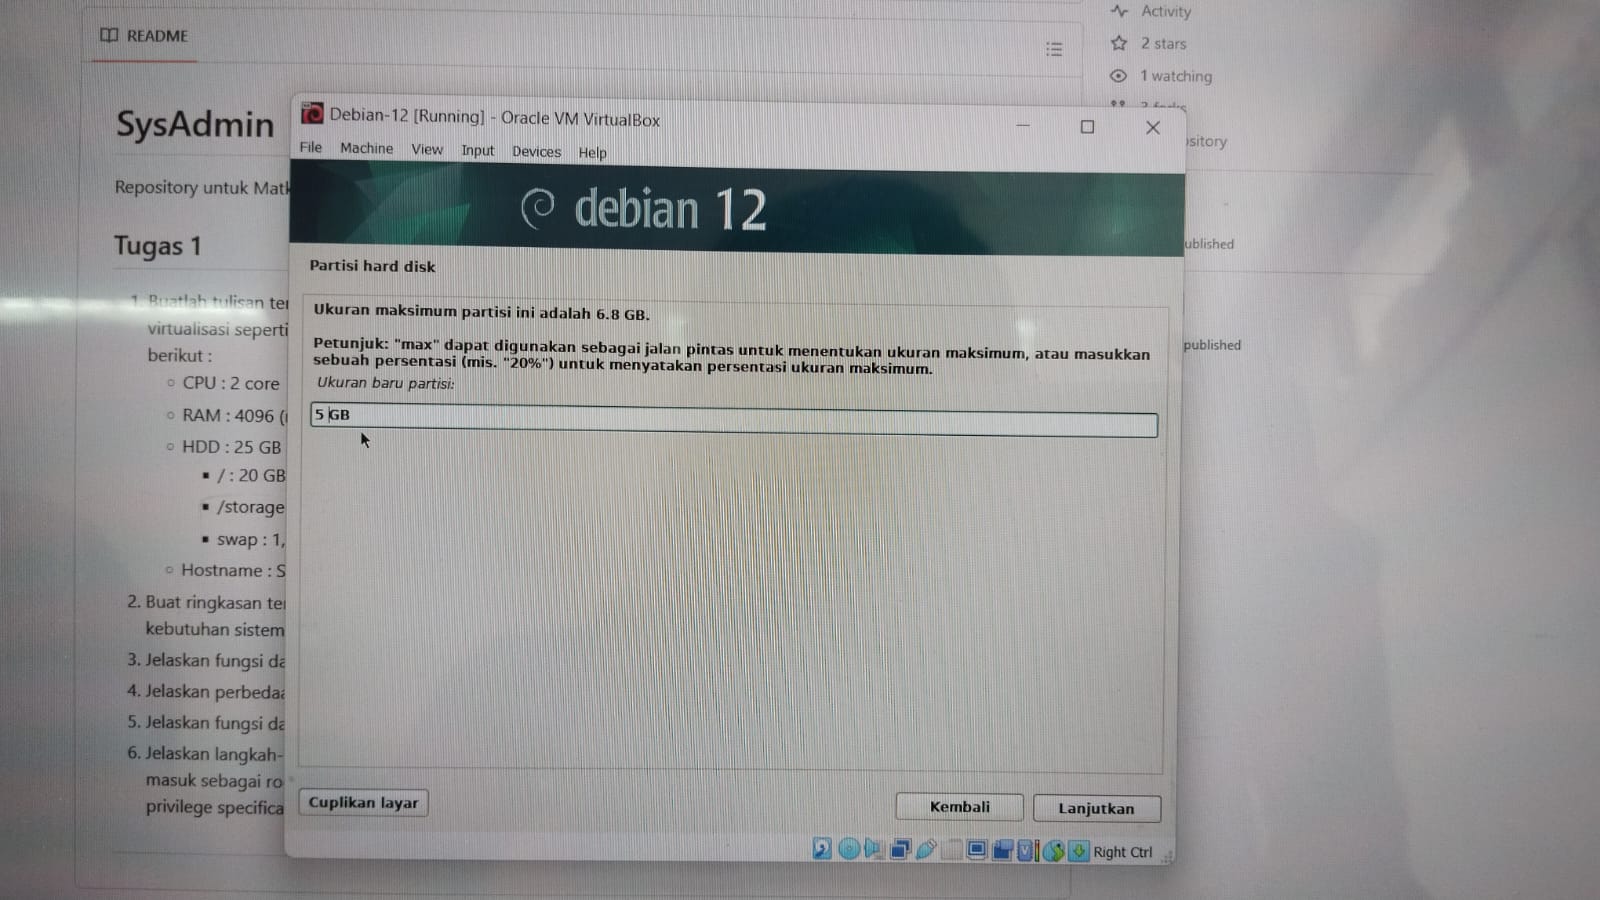 README
Activity
2 stars
1 watching
SysAdmin
Repository untuk Matk
Tugas 1
1. Buatlah tulisan ter
virtualisasi seperti
berikut :
CPU : 2 core
RAM : 4096 (
HDD : 25 GB
/ : 20 GB
/storage
swap : 1,
Hostname : S
2. Buat ringkasan ter
kebutuhan sistem
3. Jelaskan fungsi da
4. Jelaskan perbedaa
5. Jelaskan fungsi da
6. Jelaskan langkah-
masuk sebagai ro
privilege specifica
Debian-12 [Running] - Oracle VM VirtualBox
File Machine View Input Devices Help
debian 12
Partisi hard disk
Ukuran maksimum partisi ini adalah 6.8 GB.
Petunjuk: "max" dapat digunakan sebagai jalan pintas untuk menentukan ukuran maksimum, atau masukkan
sebuah persentasi (mis. "20%") untuk menyatakan persentasi ukuran maksimum.
Ukuran baru partisi:
5 GB
Cuplikan layar
Kembali
Lanjutkan
Right Ctrl
ository
ublished
published